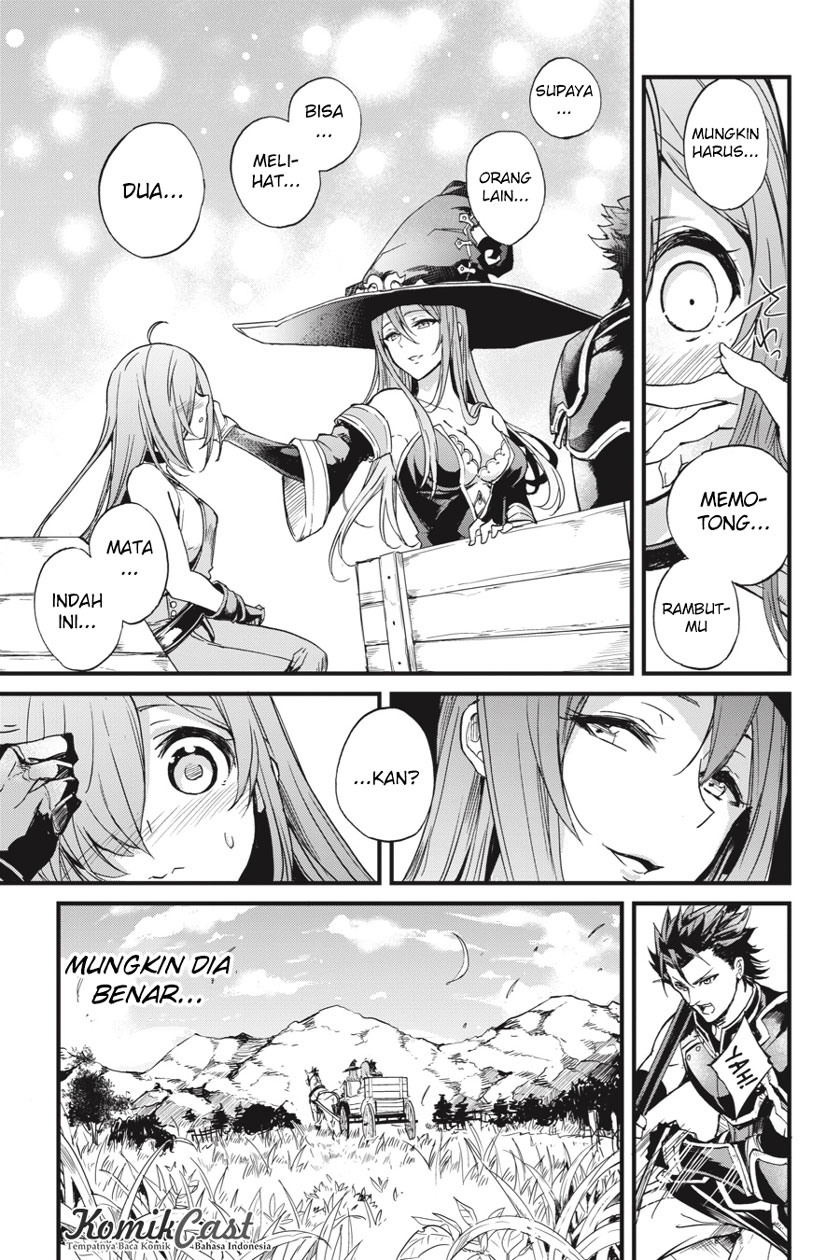 MUNGKIN
HARUS...
MEMO-
TONG...
RAMBUT-
MU
SUPAYA
...
ORANG
LAIN...
BISA
...
MELI-
HAT...
DUA...
MATA
...
INDAH
INI...
...KAN?
YAH!
MUNGKIN DIA
BENAR...
KomikCast
Tempatnya Baca Komik Bahasa Indonesia